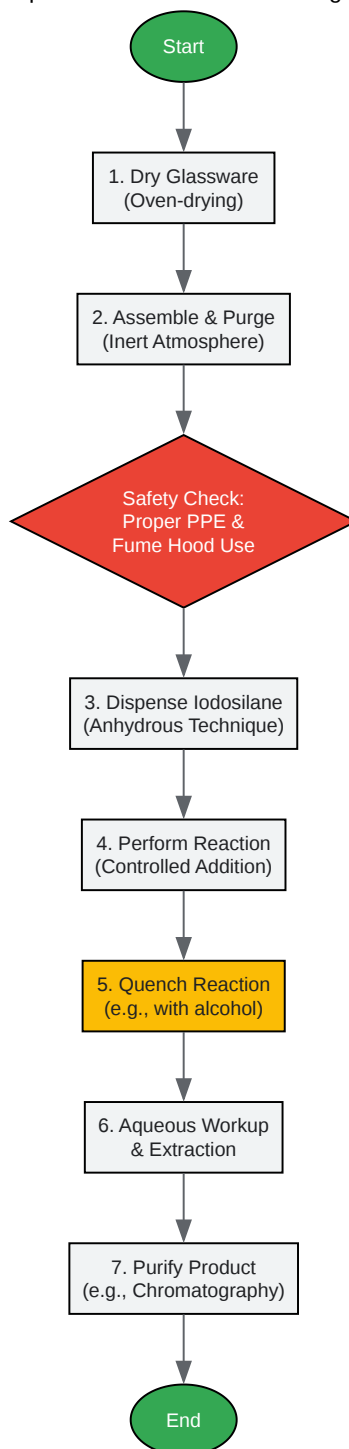 Start
1. Dry Glassware
(Oven-drying)
2. Assemble & Purge
(Inert Atmosphere)
Safety Check:
Proper PPE &
Fume Hood Use
3. Dispense Iodosilane
(Anhydrous Technique)
4. Perform Reaction
(Controlled Addition)
5. Quench Reaction
(e.g., with alcohol)
6. Aqueous Workup
& Extraction
7. Purify Product
(e.g., Chromatography)
End